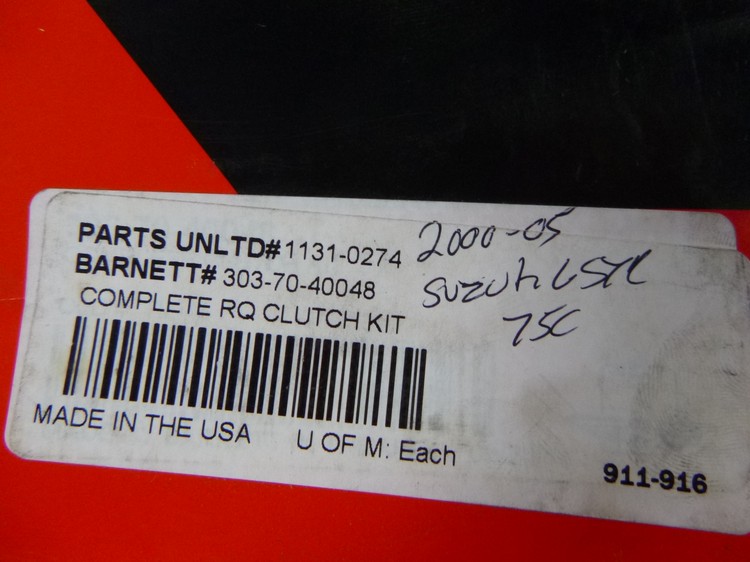 PARTS UNLTD# 1131-0274
BARNETT# 303-70-40048
COMPLETE RQ CLUTCH KIT
MADE IN THE USA U OF M: Each
911-916
2000-05
SUZUKI GSXR
750